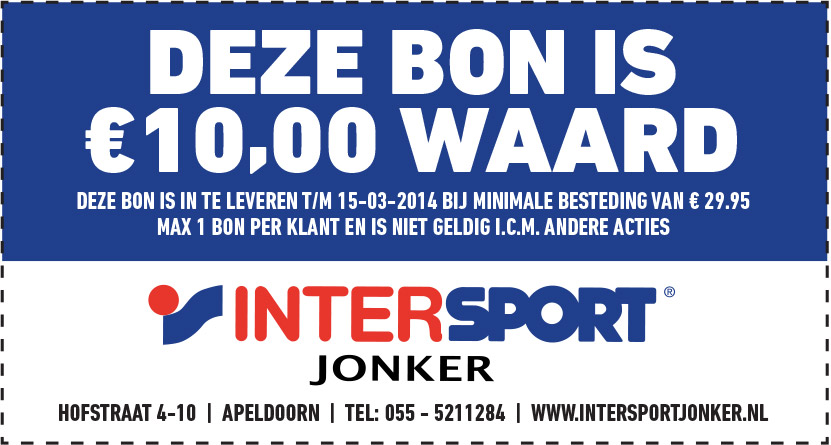 DEZE BON IS
€10,00 WAARD
DEZE BON IS IN TE LEVEREN T/M 15-03-2014 BIJ MINIMALE BESTEDING VAN € 29.95
MAX 1 BON PER KLANT EN IS NIET GELDIG I.C.M. ANDERE ACTIES
INTERSPORT®
JONKER
HOFSTRAAT 4-10 | APELDOORN | TEL: 055 - 5211284 | WWW.INTERSPORTJONKER.NL